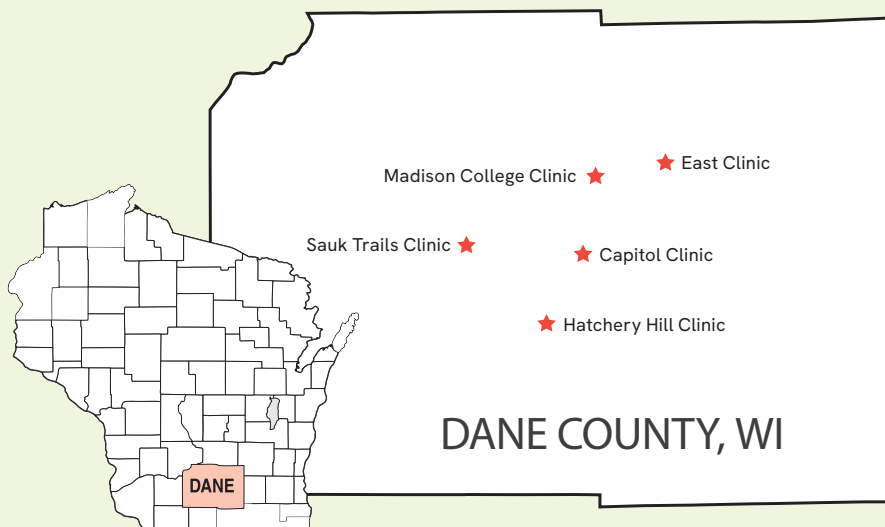 East Clinic
Madison College Clinic
Sauk Trails Clinic
Capitol Clinic
Hatchery Hill Clinic
DANE COUNTY, WI
DANE